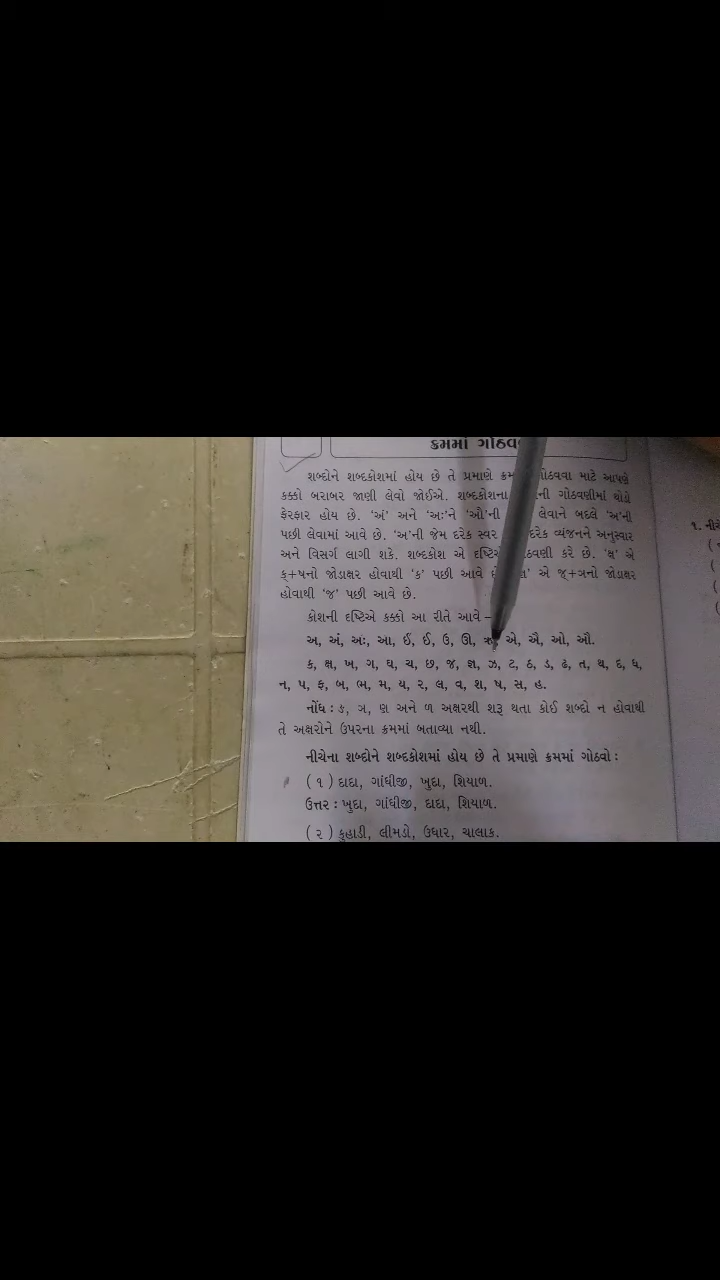 ક્રમમાં ગોઠવ
શબ્દોને શબ્દકોશમાં હોય છે તે પ્રમાણે ક્રમ ગોઠવવા માટે આપણે
કક્કો બરાબર જાણી લેવો જોઈએ. શબ્દકોશના ની ગોઠવણીમાં થોડો
ફેરફાર હોય છે. ‘અં’ અને ‘અઃ’ને ‘ઔ’ની લેવાને બદલે ‘અ’ની
પછી લેવામાં આવે છે. ‘અ’ની જેમ દરેક સ્વર દરેક વ્યંજનને અનુસ્વાર
અને વિસર્ગ લાગી શકે. શબ્દકોશ એ દષ્ટિએ ઠવણી કરે છે. ‘ક્ષ’ એ
ક્+ષનો જોડાક્ષર હોવાથી ‘ક’ પછી આવે છે એ જ્+ઞનો જોડાક્ષર
હોવાથી ‘જ’ પછી આવે છે.
કોશની દષ્ટિએ કક્કો આ રીતે આવે –
અ, અં, અઃ, આ, ઈ, ઈ, ઉ, ઊ, ઋ, એ, ઐ, ઓ, ઔ.
ક, ક્ષ, ખ, ગ, ઘ, ચ, છ, જ, જ્ઞ, ઝ, ટ, ઠ, ડ, ઢ, ત, થ, દ, ધ,
ન, પ, ફ, બ, ભ, મ, ય, ર, લ, વ, શ, ષ, સ, હ.
નોંધ : ઙ, ઞ, ણ અને ળ અક્ષરથી શરૂ થતા કોઈ શબ્દો ન હોવાથી
તે અક્ષરોને ઉપરના ક્રમમાં બતાવ્યા નથી.
નીચેના શબ્દોને શબ્દકોશમાં હોય છે તે પ્રમાણે ક્રમમાં ગોઠવો :
( ૧ ) દાદા, ગાંધીજી, ખુદા, શિયાળ.
ઉત્તર : ખુદા, ગાંધીજી, દાદા, શિયાળ.
( ૨ ) કુહાડી, લીમડો, ઉધાર, ચાલાક.
૧. નીચે